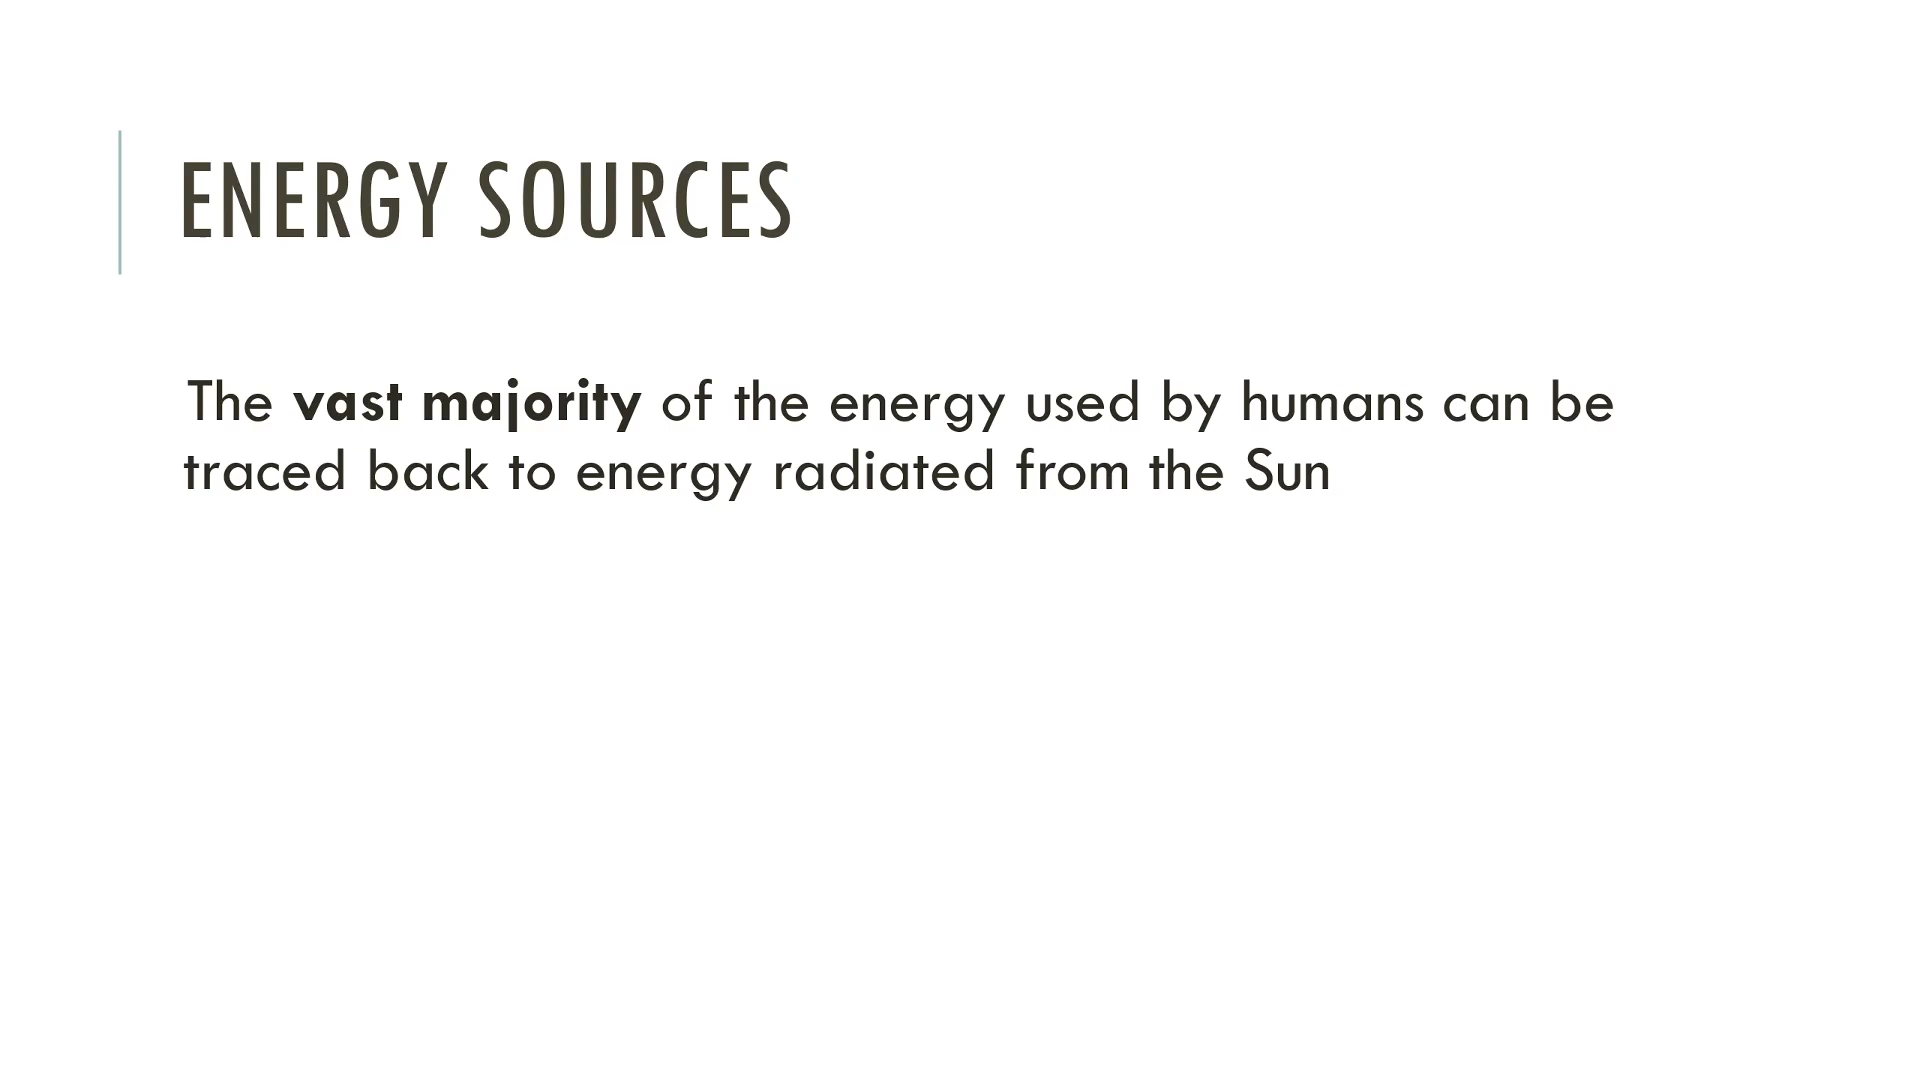 ENERGY SOURCES
The vast majority of the energy used by humans can be
traced back to energy radiated from the Sun